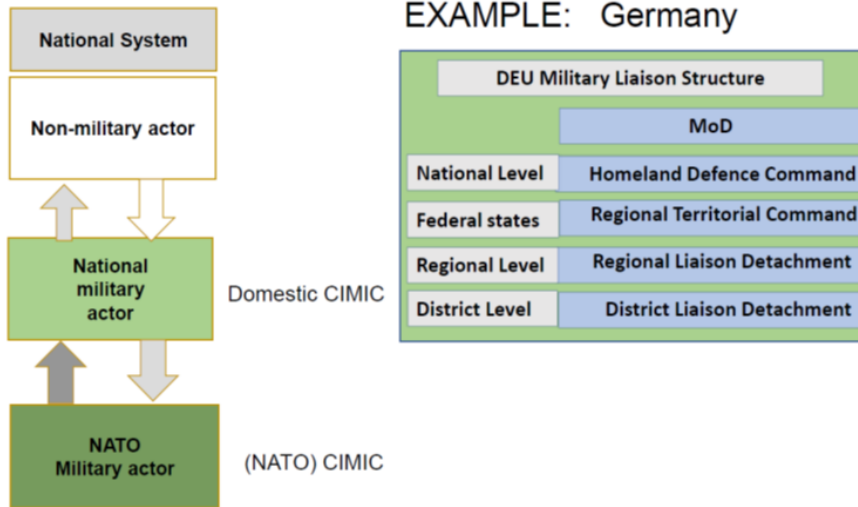 EXAMPLE: Germany
National System
Non-military actor
National
military
actor
Domestic CIMIC
NATO
Military actor
(NATO) CIMIC
DEU Military Liaison Structure
MoD
National Level Homeland Defence Command
Federal states Regional Territorial Command
Regional Level Regional Liaison Detachment
District Level District Liaison Detachment